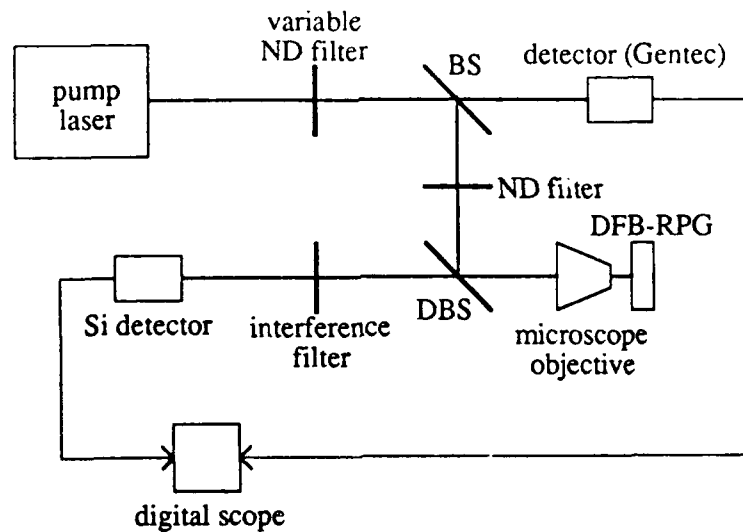 variable
ND filter
BS
detector (Gentec)
pump
laser
ND filter
DFB-RPG
Si detector
interference
filter
DBS
microscope
objective
digital scope